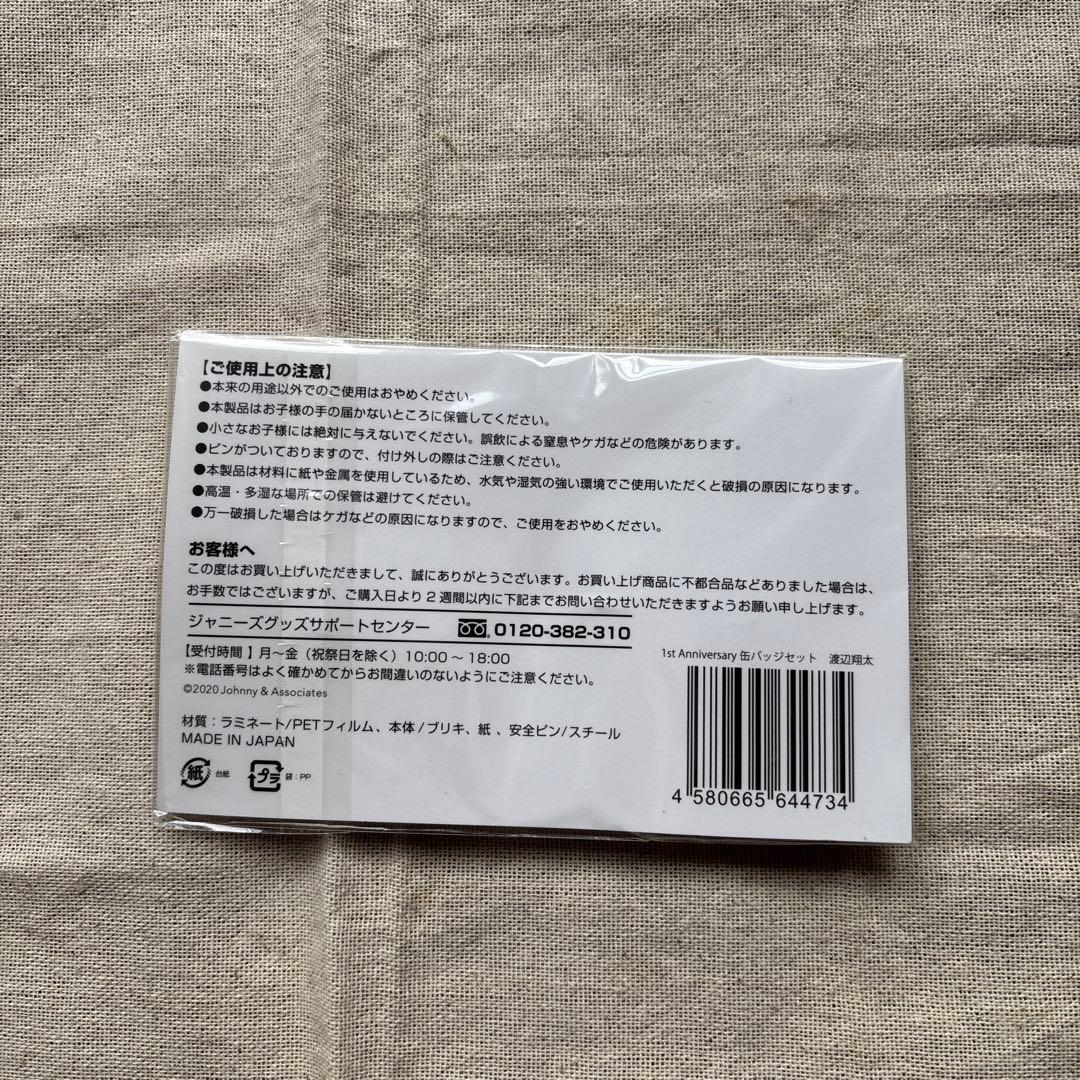 【ご使用上の注意】
●本来の用途以外でのご使用はおやめください。
●本製品はお子様の手の届かないところに保管してください。
●小さなお子様には絶対に与えないでください。誤飲による窒息やケガなどの危険があります。
●ピンがついておりますので、付け外しの際はご注意ください。
●本製品は材料に紙や金属を使用しているため、水気や湿気の強い環境でご使用いただくと破損の原因になります。
●高温・多湿な場所での保管は避けてください。
●万一破損した場合はケガなどの原因になりますので、ご使用をおやめください。
お客様へ
この度はお買い上げいただきまして、誠にありがとうございます。お買い上げ商品に不都合品などありました場合は、
お手数ではございますが、ご購入日より2週間以内に下記までお問い合わせいただきますようお願い申し上げます。
ジャニーズグッズサポートセンター 0120-382-310
【受付時間】月〜金（祝祭日を除く）10:00〜18:00
※電話番号はよく確かめてからお間違いのないようにご注意ください。
©2020 Johnny & Associates
材質：ラミネート/PETフィルム、本体/ブリキ、紙、安全ピン/スチール
MADE IN JAPAN
紙 台紙 プラ 袋：PP
1st Anniversary 缶バッジセット 渡辺翔太
4 580665 644734